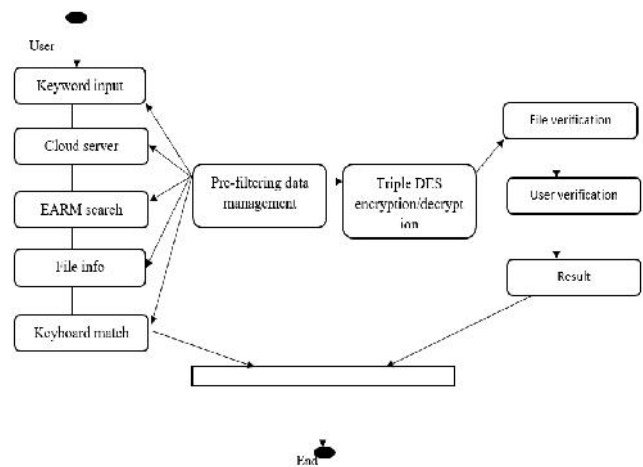 User
Keyword input
Cloud server
EARM search
File info
Keyboard match
Pre-filtering data
management
Triple DES
encryption/decrypt
ion
File verification
User verification
Result
End